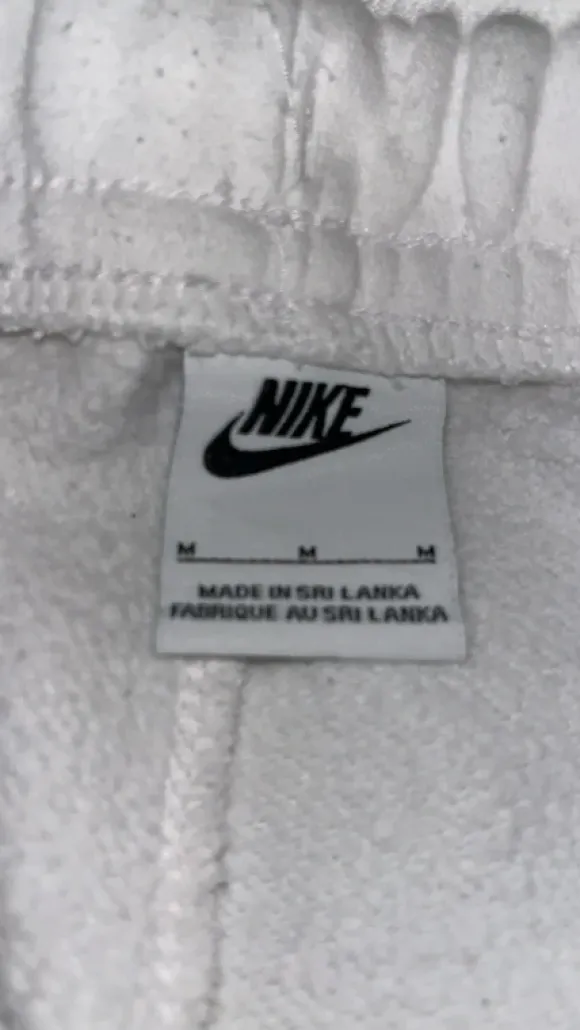 NIKE
M M M
MADE IN SRI LANKA
FABRIQUE AU SRI LANKA